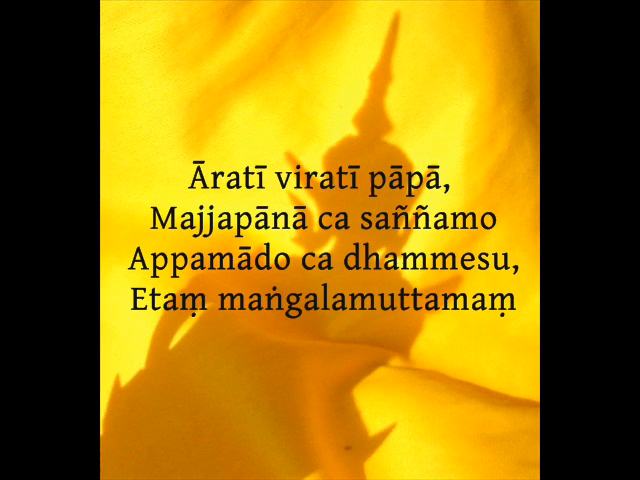 Āratī viratī pāpā,
Majjapānā ca saññamo
Appamādo ca dhammesu,
Etaṃ maṅgalamuttamaṃ